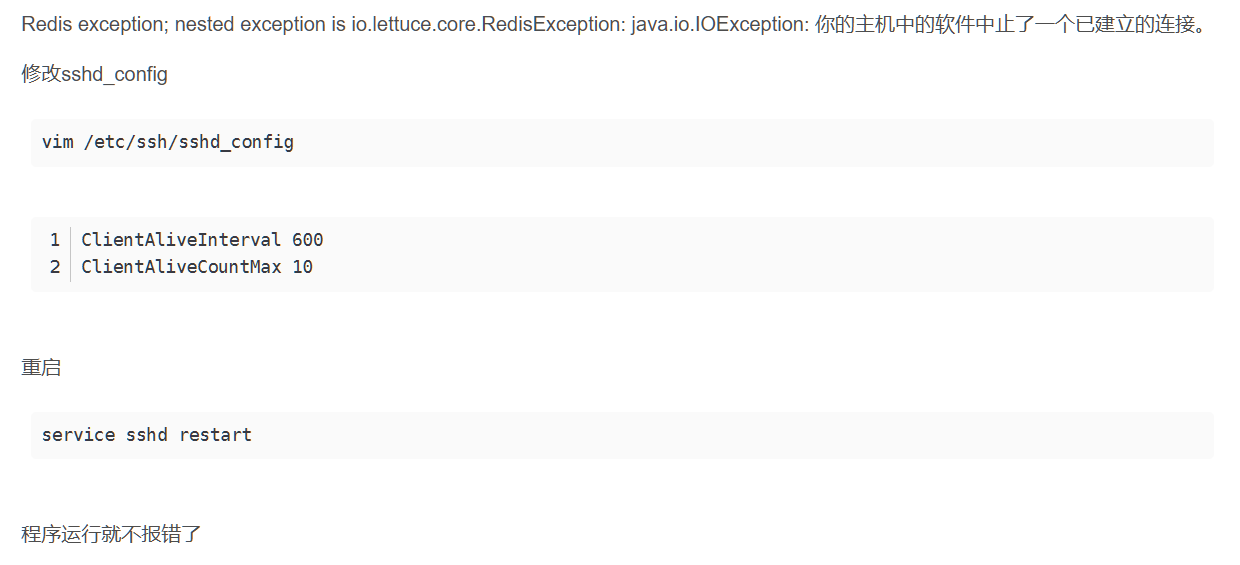 Redis exception; nested exception is io.lettuce.core.RedisException: java.io.IOException: 你的主机中的软件中止了一个已建立的连接。
修改sshd_config
vim /etc/ssh/sshd_config
1 ClientAliveInterval 600
2 ClientAliveCountMax 10
重启
service sshd restart
程序运行就不报错了